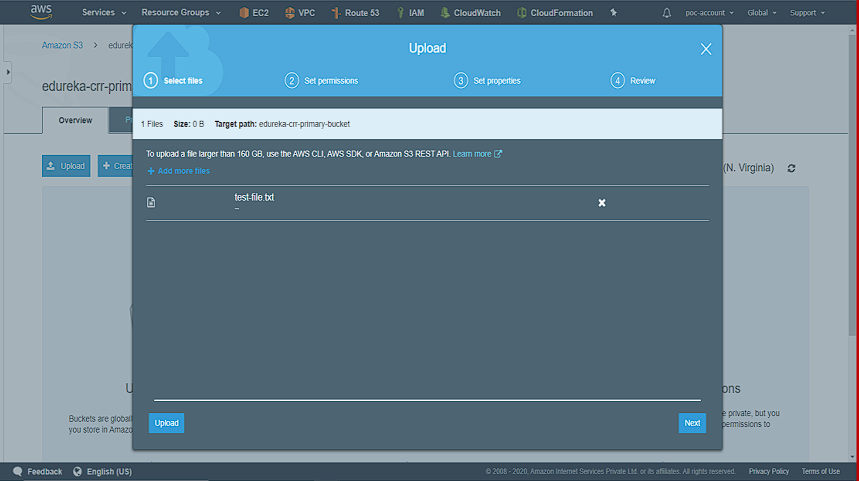 aws Services Resource Groups EC2 VPC Route 53 IAM CloudWatch CloudFormation poc-account Global Support
Amazon S3 > edurek
Upload
1 Select files 2 Set permissions 3 Set properties 4 Review
edureka-crr-prim
Overview P
1 Files Size: 0 B Target path: edureka-crr-primary-bucket
To upload a file larger than 160 GB, use the AWS CLI, AWS SDK, or Amazon S3 REST API. Learn more
Upload + Creat
+ Add more files
(N. Virginia)
test-file.txt
--
U
ons
Buckets are global
e private, but you
you store in Amazo
permissions to
Upload Next
Feedback English (US) © 2008 - 2020, Amazon Internet Services Private Ltd. or its affiliates. All rights reserved. Privacy Policy Terms of Use